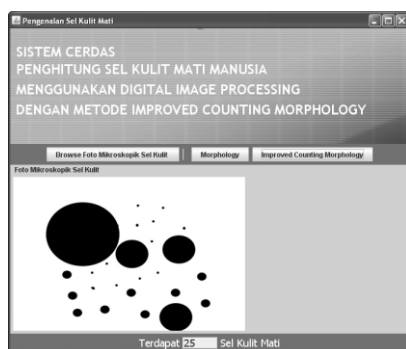 Pengenalan Sel Kulit Mati
SISTEM CERDAS
PENGHITUNG SEL KULIT MATI MANUSIA
MENGGUNAKAN DIGITAL IMAGE PROCESSING
DENGAN METODE IMPROVED COUNTING MORPHOLOGY
Browse Foto Mikroskopik Sel Kulit | Morphology Improved Counting Morphology
Foto Mikroskopik Sel Kulit
Terdapat 25 Sel Kulit Mati